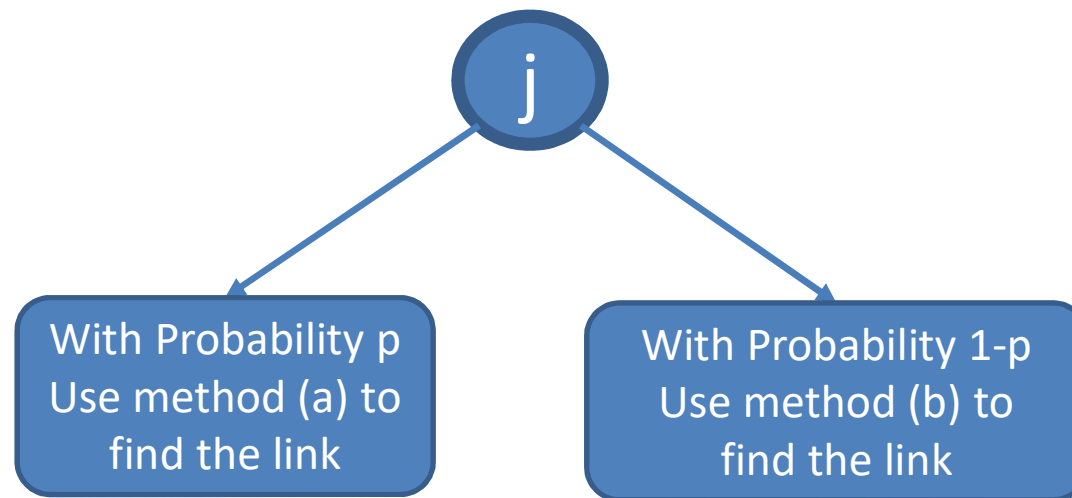 j
With Probability p
Use method (a) to
find the link
With Probability 1-p
Use method (b) to
find the link